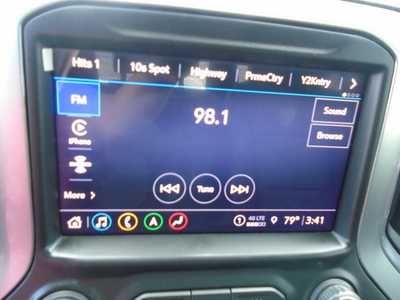 Hits 1 10s Spot Highway PrmeCtry Y2Kntry
FM
98.1
Sound
iPhone
Browse
More
Tune
1 4G LTE 79° 3:41